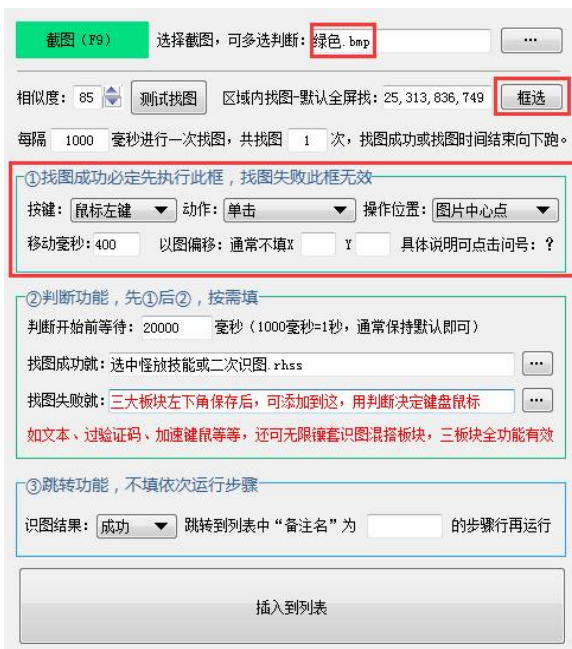 截图（F9） 选择截图，可多选判断：绿色.bmp ...
相似度：85 测试找图 区域内找图-默认全屏找：25,313,836,749 框选
每隔 1000 毫秒进行一次找图，共找图 1 次，找图成功或找图时间结束向下跑。
①找图成功必定先执行此框，找图失败此框无效
按键：鼠标左键 动作：单击 操作位置：图片中心点
移动毫秒：400 以图偏移：通常不填X Y 具体说明可点击问号：?
②判断功能，先①后②，按需填
判断开始前等待：20000 毫秒（1000毫秒=1秒，通常保持默认即可）
找图成功就：选中怪放技能或二次识图.rhss ...
找图失败就：三大板块左下角保存后，可添加到这，用判断决定键盘鼠标 ...
如文本、过验证码、加速键鼠等等，还可无限镶套识图混搭板块，三板块全功能有效
③跳转功能，不填依次运行步骤
识图结果：成功 跳转到列表中“备注名”为 的步骤行再运行
插入到列表